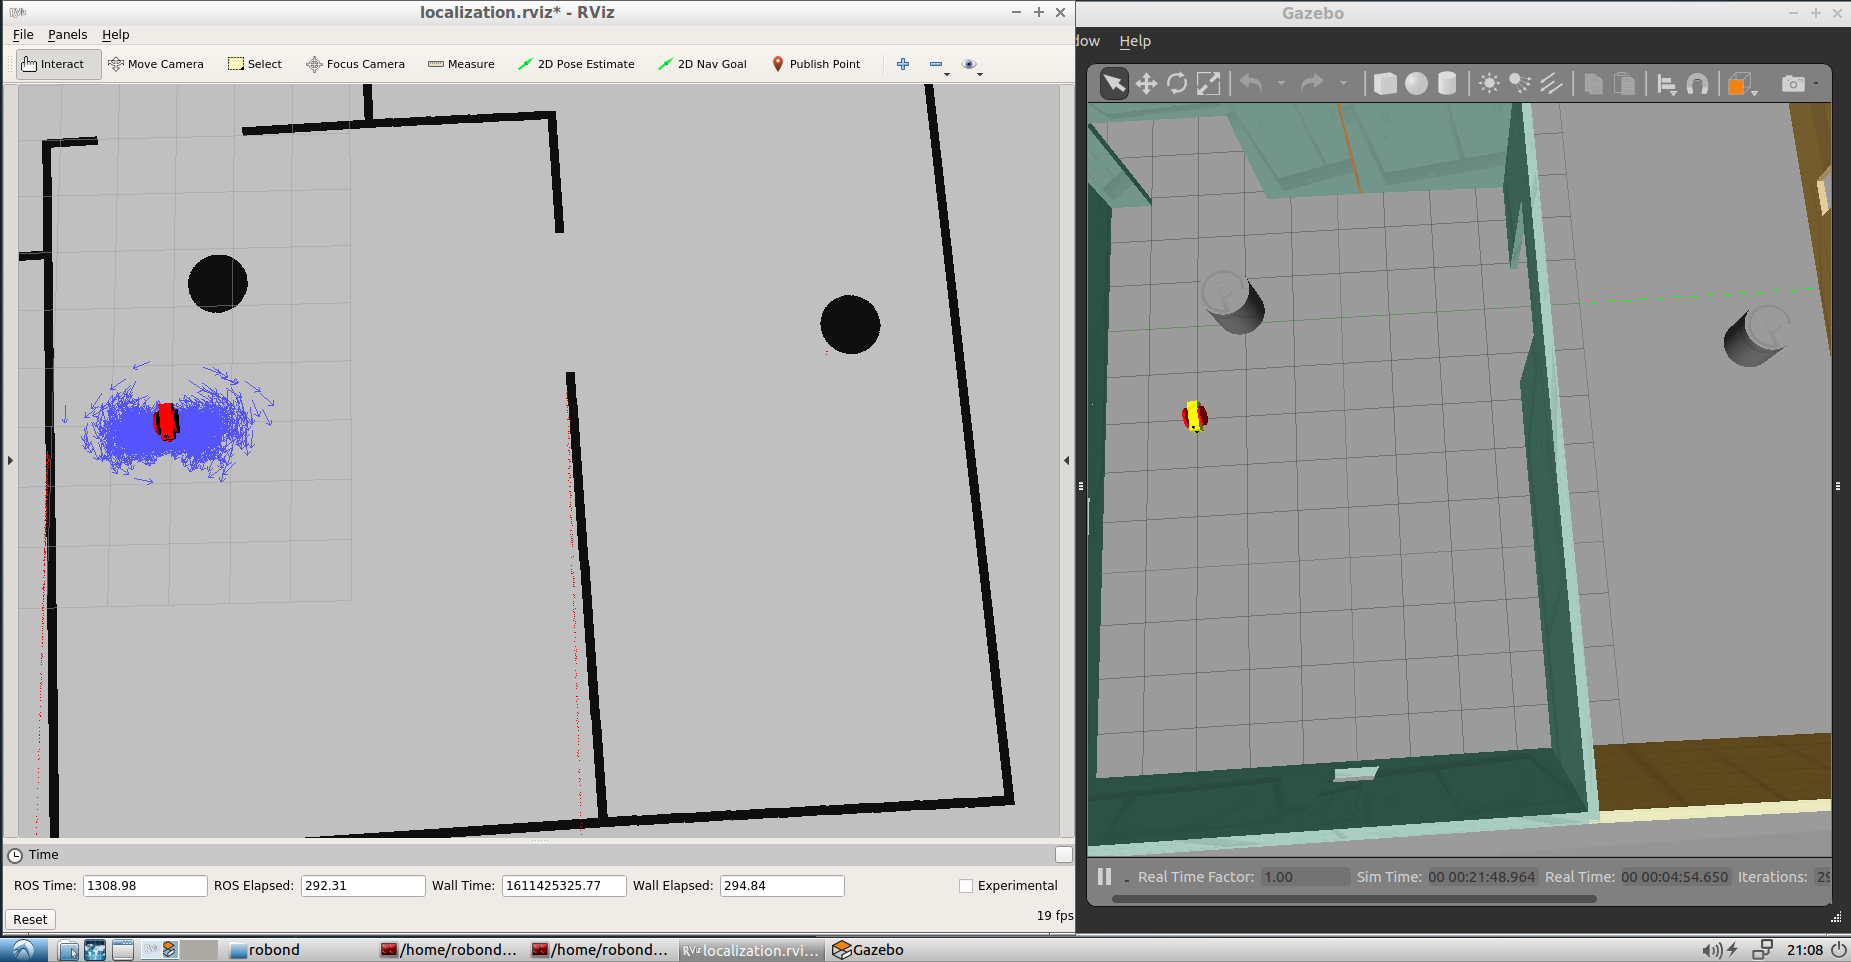 localization.rviz* - RViz
File Panels Help
Interact Move Camera Select Focus Camera Measure 2D Pose Estimate 2D Nav Goal Publish Point
Time
ROS Time: 1308.98 ROS Elapsed: 292.31 Wall Time: 1611425325.77 Wall Elapsed: 294.84 Experimental
Reset 19 fps
Gazebo
dow Help
Real Time Factor: 1.00 Sim Time: 00 00:21:48.964 Real Time: 00 00:04:54.650 Iterations: 29
robond /home/robond... /home/robond... RViz localization.rvi... Gazebo 21:08